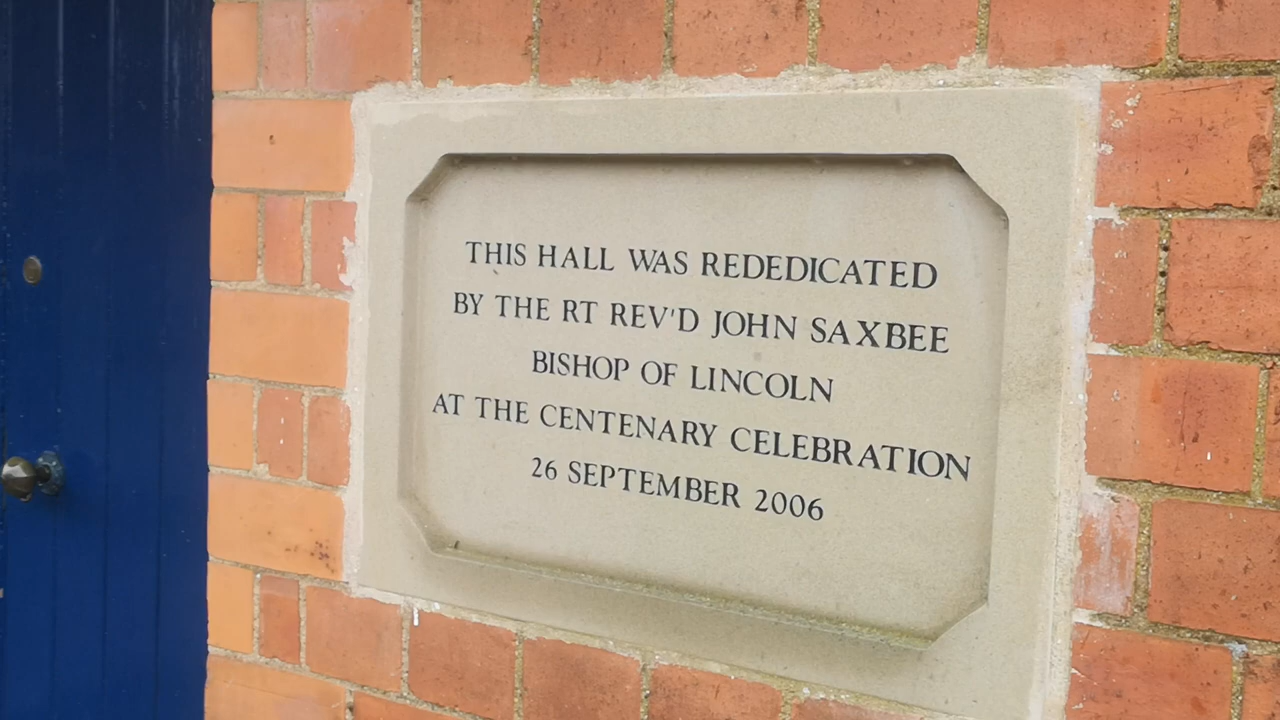 THIS HALL WAS REDEDICATED
BY THE RT REV'D JOHN SAXBEE
BISHOP OF LINCOLN
AT THE CENTENARY CELEBRATION
26 SEPTEMBER 2006